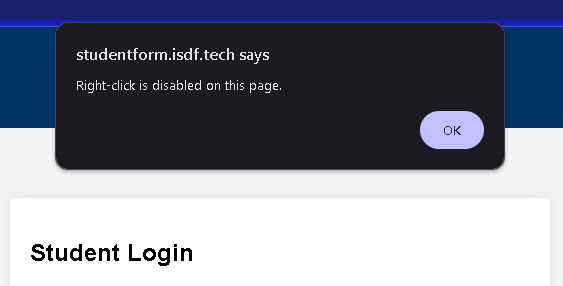 studentform.isdf.tech says
Right-click is disabled on this page.
OK
Student Login